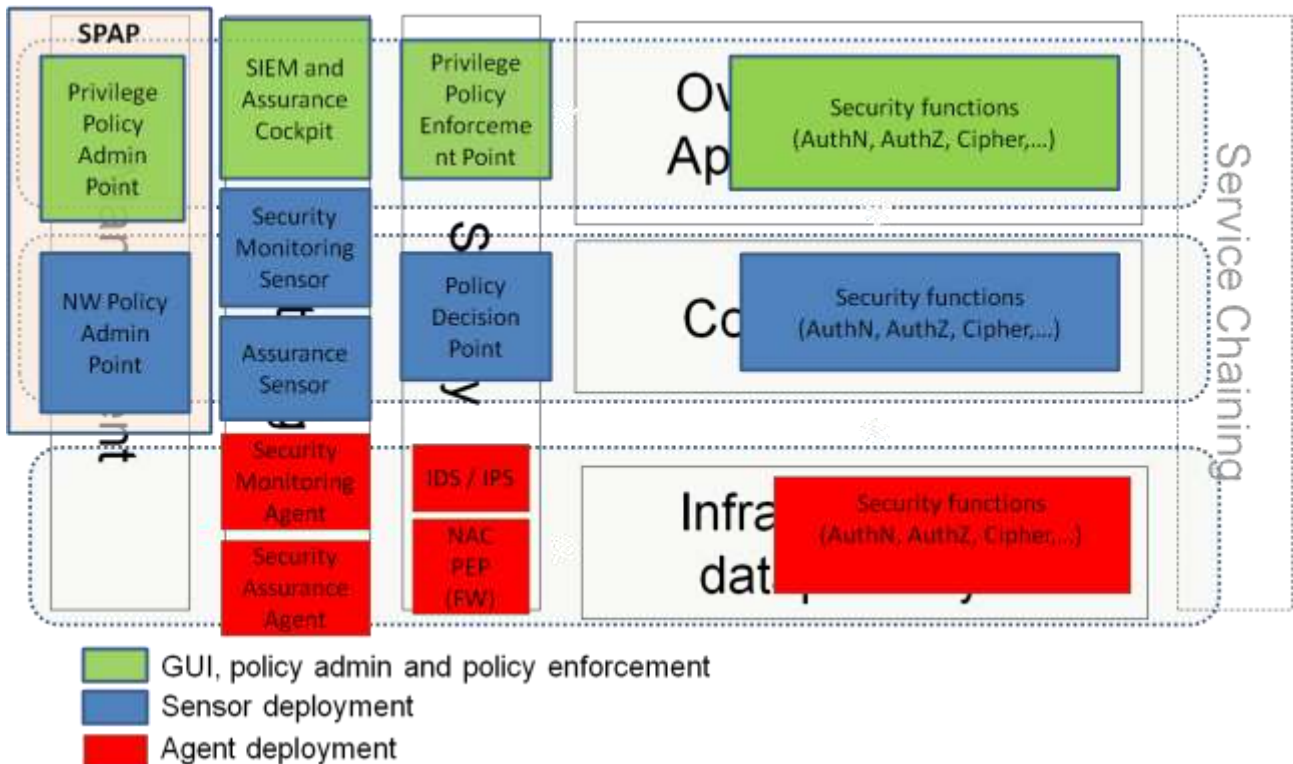 SPAP
Privilege
Policy
Admin
Point
NW Policy
Admin
Point
SIEM and
Assurance
Cockpit
Security
Monitoring
Sensor
Assurance
Sensor
Security
Monitoring
Agent
Security
Assurance
Agent
Privilege
Policy
Enforceme
nt Point
Policy
Decision
Point
IDS / IPS
NAC
PEP
(FW)
Security functions
(AuthN, AuthZ, Cipher,...)
Security functions
(AuthN, AuthZ, Cipher,...)
Security functions
(AuthN, AuthZ, Cipher,...)
Service Chaining
GUI, policy admin and policy enforcement
Sensor deployment
Agent deployment